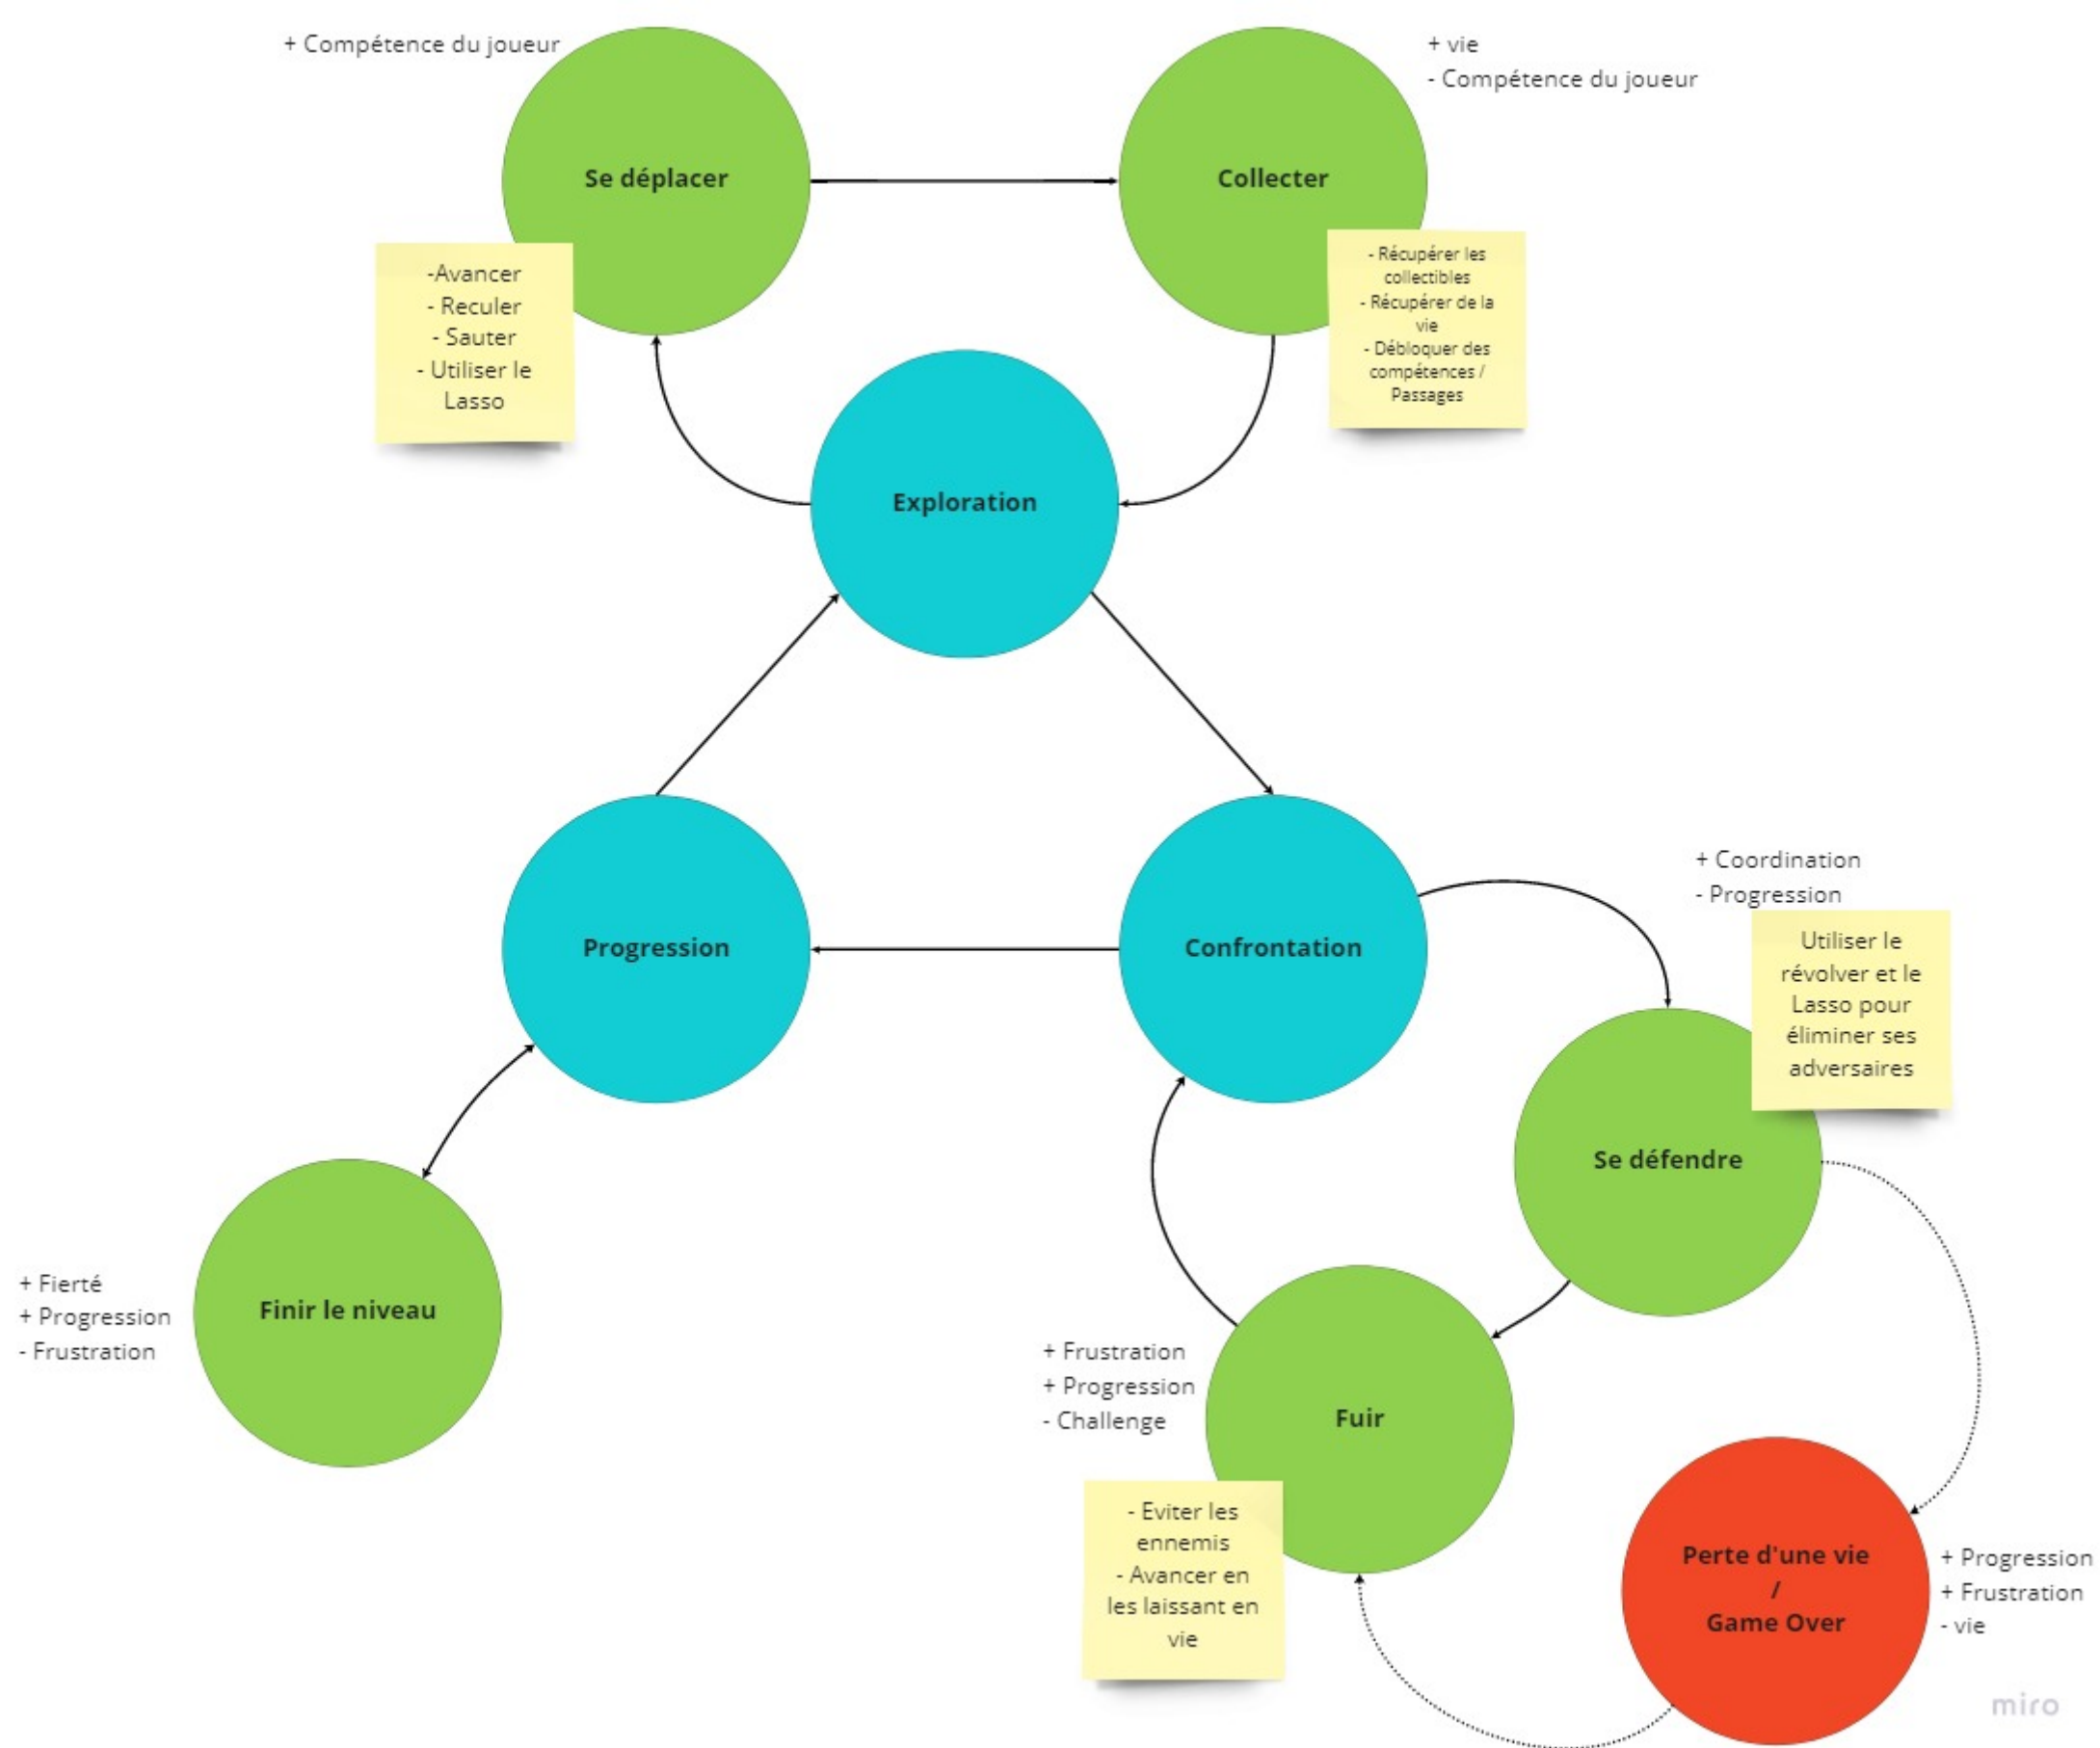 + Compétence du joueur
+ vie
- Compétence du joueur
Se déplacer
Collecter
-Avancer
- Reculer
- Sauter
- Utiliser le
Lasso
- Récupérer les
collectibles
- Récupérer de la
vie
- Débloquer des
compétences /
Passages
Exploration
Progression
Confrontation
+ Coordination
- Progression
Utiliser le
révolver et le
Lasso pour
éliminer ses
adversaires
Se défendre
+ Fierté
+ Progression
- Frustration
Finir le niveau
+ Frustration
+ Progression
- Challenge
Fuir
- Eviter les
ennemis
- Avancer en
les laissant en
vie
Perte d'une vie
/
Game Over
+ Progression
+ Frustration
- vie
miro